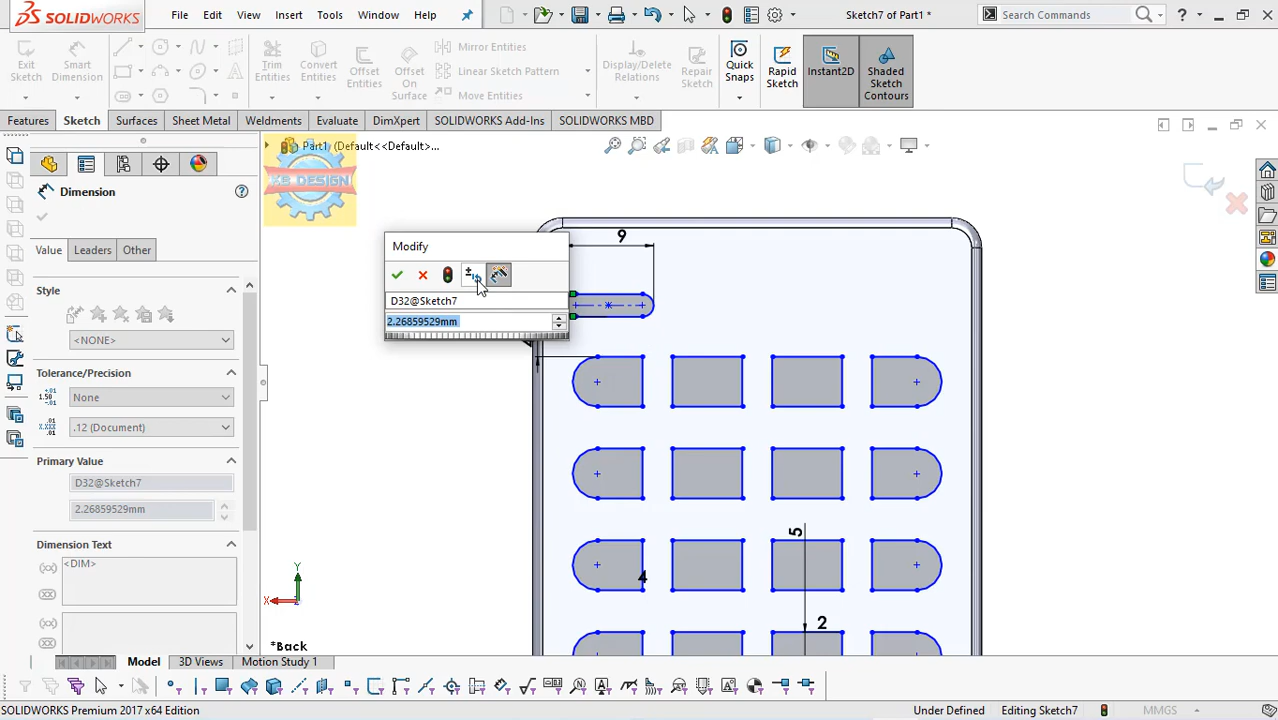 SOLIDWORKS
File Edit View Insert Tools Window Help
Sketch7 of Part1 *
Search Commands
Exit Sketch
Smart Dimension
Trim Entities
Convert Entities
Offset Entities
Offset On Surface
Mirror Entities
Linear Sketch Pattern
Move Entities
Display/Delete Relations
Repair Sketch
Quick Snaps
Rapid Sketch
Instant2D
Shaded Sketch Contours
Features Sketch Surfaces Sheet Metal Weldments Evaluate DimXpert SOLIDWORKS Add-Ins SOLIDWORKS MBD
Part1 (Default<<Default>...
KB DESIGN
Dimension
Value Leaders Other
Style
<NONE>
Tolerance/Precision
None
.12 (Document)
Primary Value
D32@Sketch7
2.26859529mm
Dimension Text
<DIM>
Modify
D32@Sketch7
2.26859529mm
9
5
4
2
Y
X
*Back
Model 3D Views Motion Study 1
SOLIDWORKS Premium 2017 x64 Edition
Under Defined Editing Sketch7 MMGS